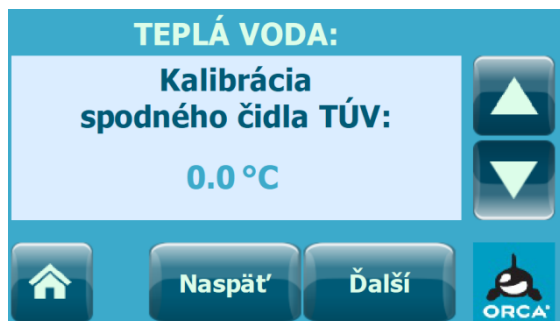 TEPLÁ VODA:
Kalibrácia
spodného čidla TÚV:
0.0 °C
Naspäť
Ďalší
ORCA